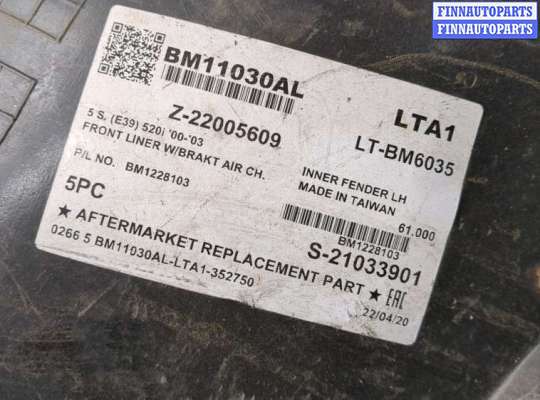 FINNAUTOPARTS
FINNAUTOPARTS
BM11030AL
LTA1
Z-22005609
LT-BM6035
5 S. (E39) 520i '00-'03
FRONT LINER W/BRAKT AIR CH.
INNER FENDER LH
MADE IN TAIWAN
P/L NO. BM1228103
61.000
5PC
BM1228103
S-21033901
★ AFTERMARKET REPLACEMENT PART ★ EAC
0266 5 BM11030AL-LTA1-352750
22/04/20